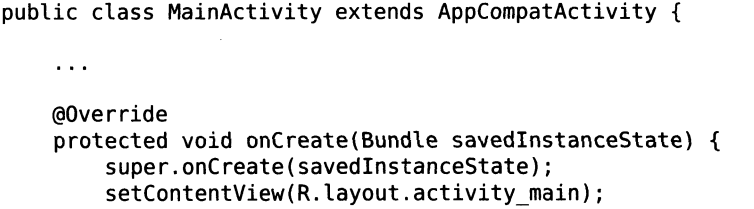 public class MainActivity extends AppCompatActivity {
...
@Override
protected void onCreate(Bundle savedInstanceState) {
super.onCreate(savedInstanceState);
setContentView(R.layout.activity_main);